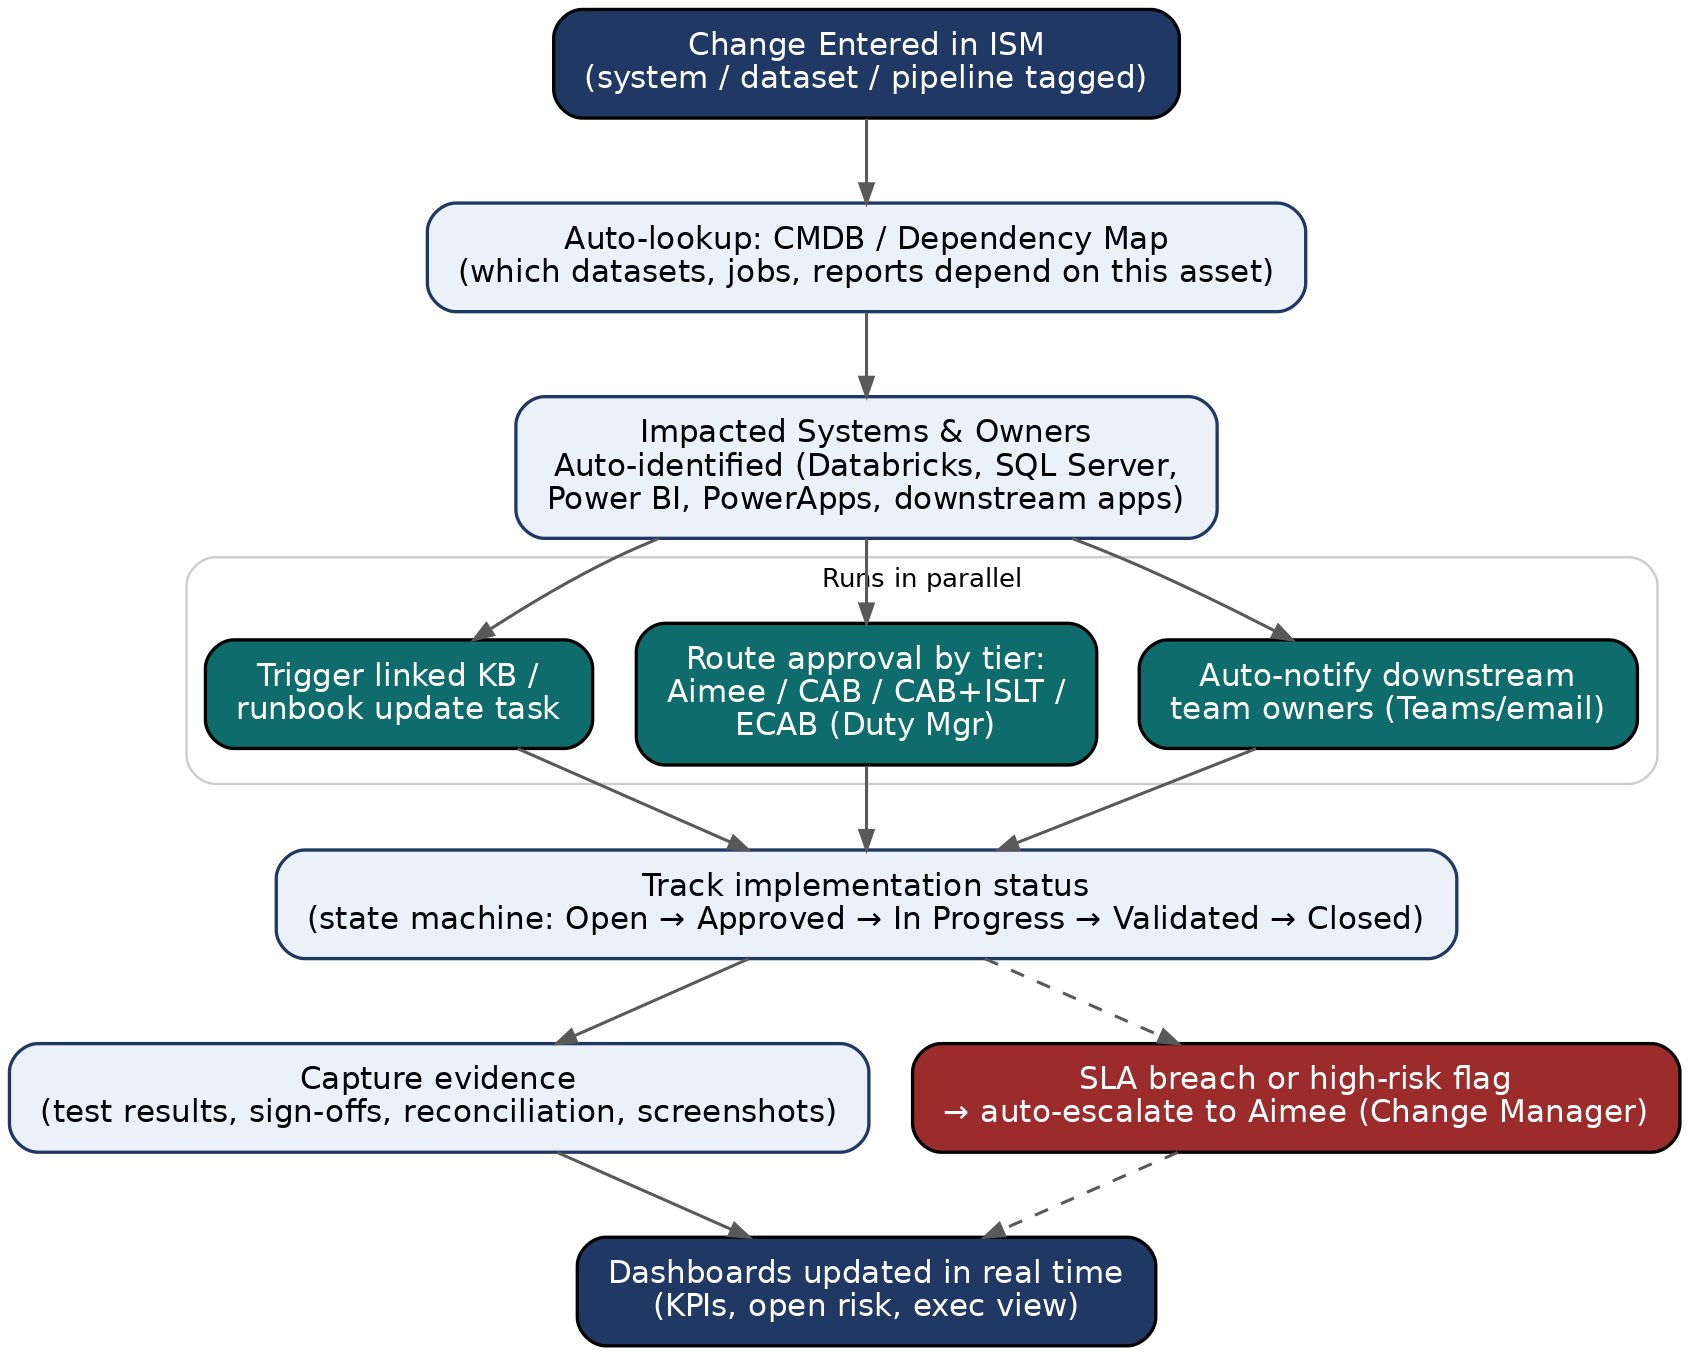 Change Entered in ISM
(system / dataset / pipeline tagged)
Auto-lookup: CMDB / Dependency Map
(which datasets, jobs, reports depend on this asset)
Impacted Systems & Owners
Auto-identified (Databricks, SQL Server,
Power BI, PowerApps, downstream apps)
Runs in parallel
Trigger linked KB /
runbook update task
Route approval by tier:
Aimee / CAB / CAB+ISLT /
ECAB (Duty Mgr)
Auto-notify downstream
team owners (Teams/email)
Track implementation status
(state machine: Open → Approved → In Progress → Validated → Closed)
Capture evidence
(test results, sign-offs, reconciliation, screenshots)
SLA breach or high-risk flag
→ auto-escalate to Aimee (Change Manager)
Dashboards updated in real time
(KPIs, open risk, exec view)